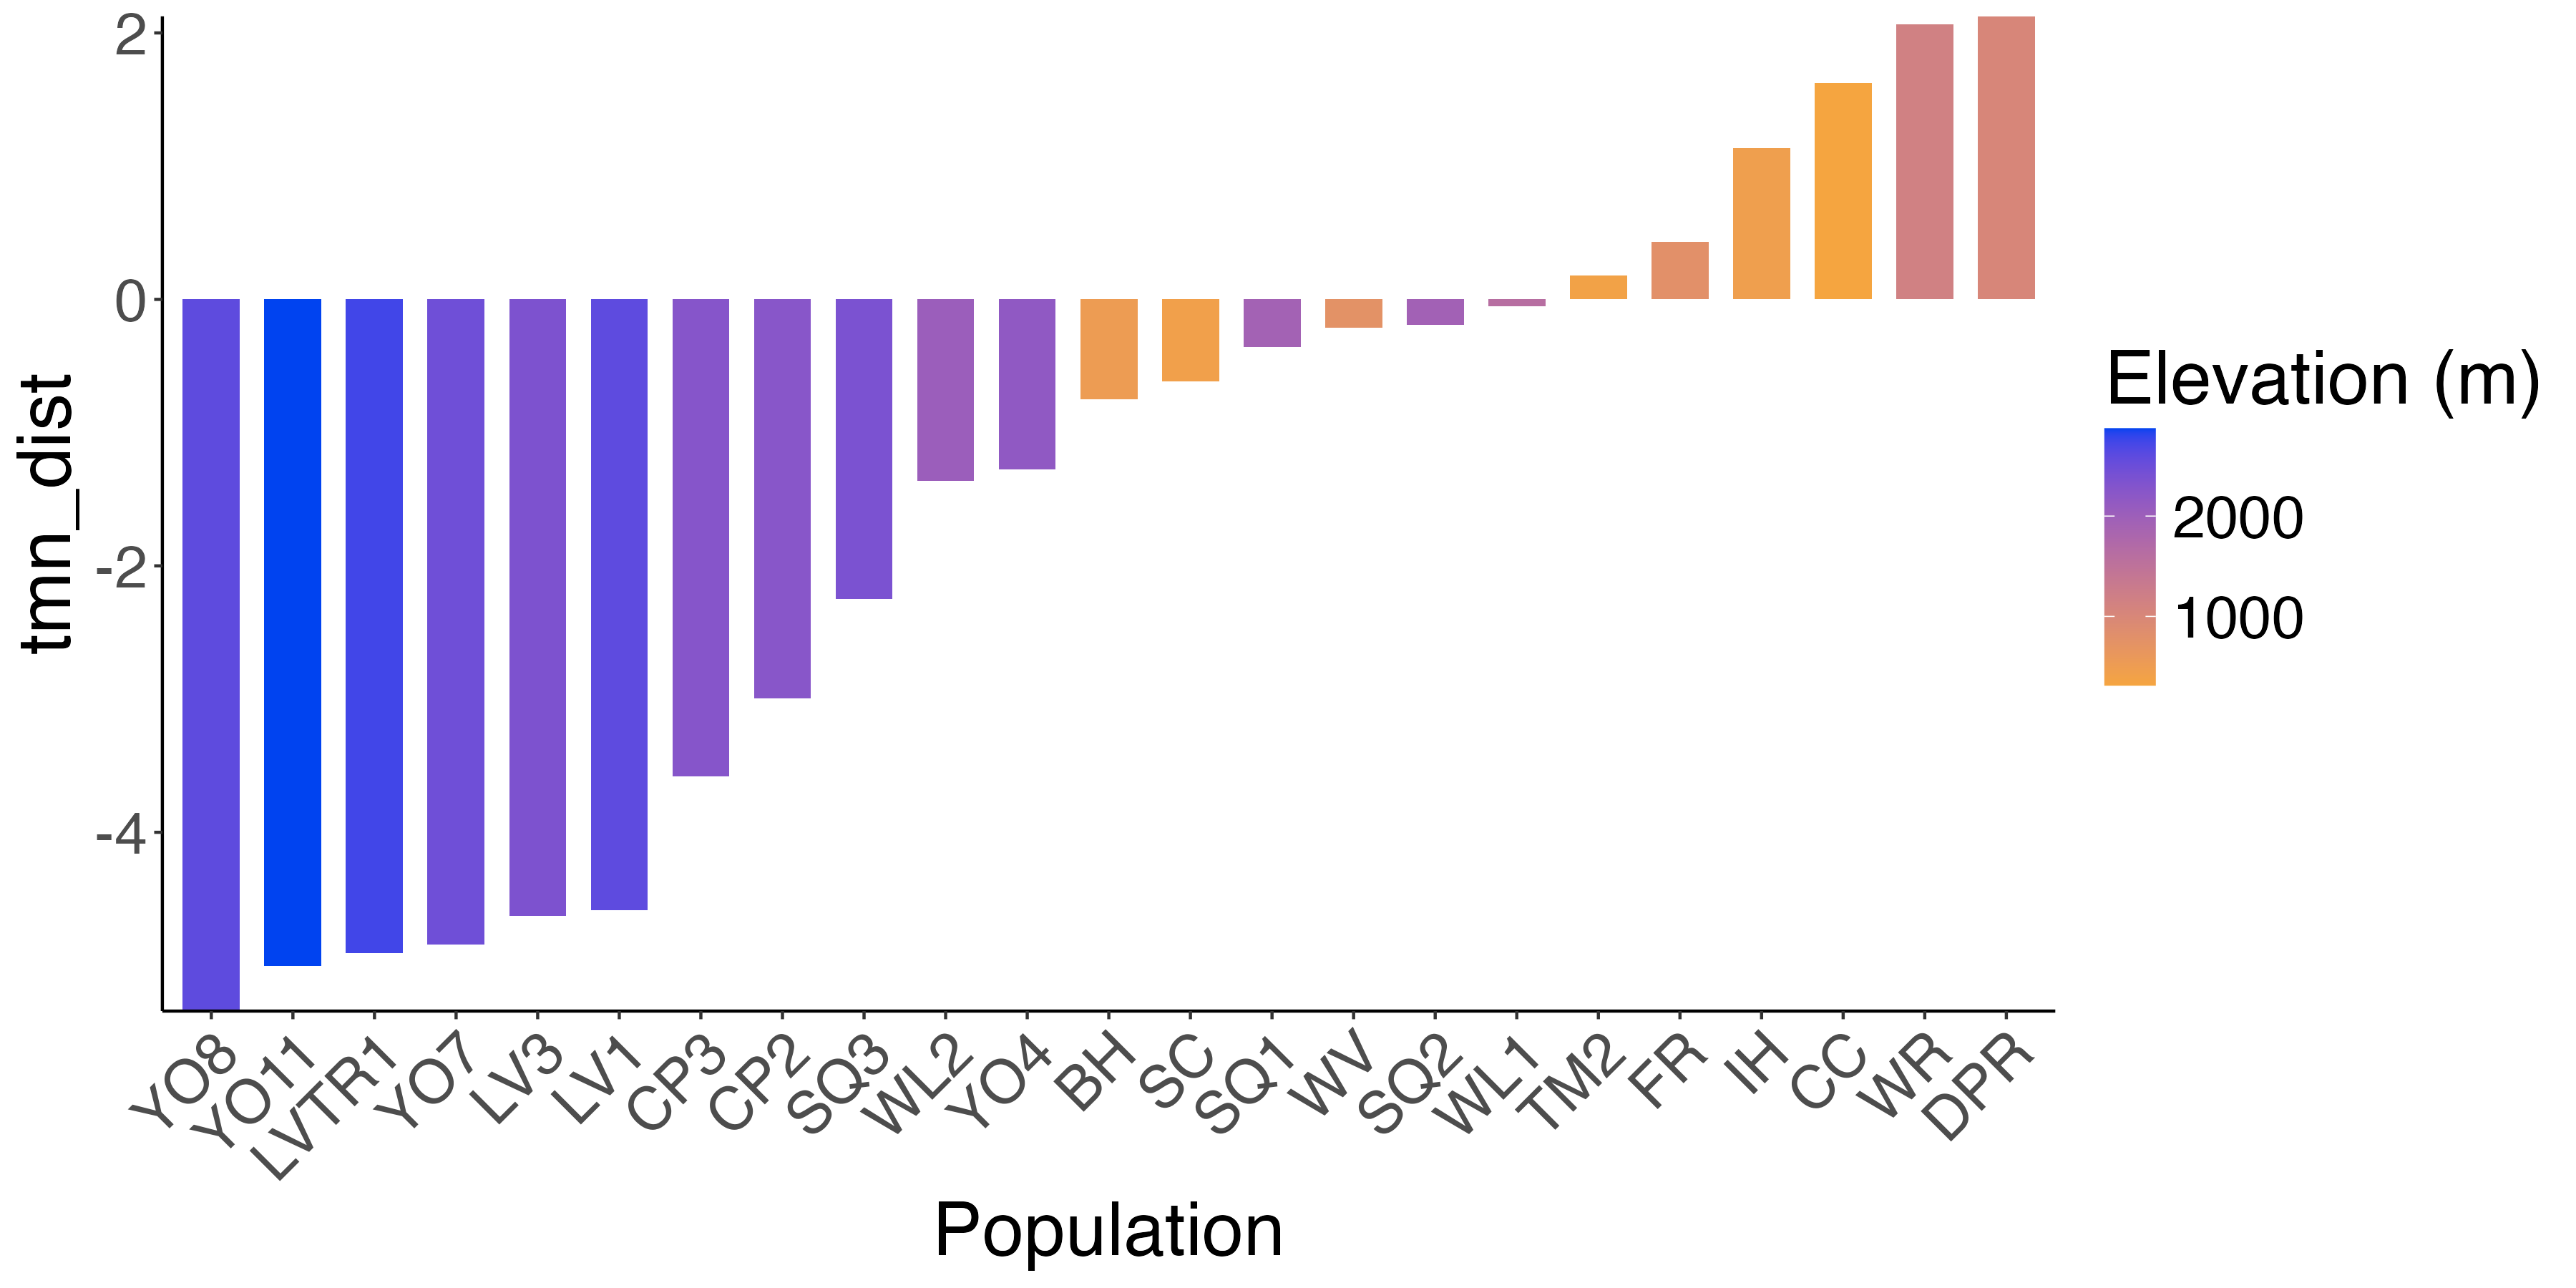 tmn_dist
2
0
-2
-4
YO8
YO11
LVTR1
YO7
LV3
LV1
CP3
CP2
SQ3
WL2
YO4
BH
SC
SQ1
WV
SQ2
WL1
TM2
FR
IH
CC
WR
DPR
Population
Elevation (m)
2000
1000